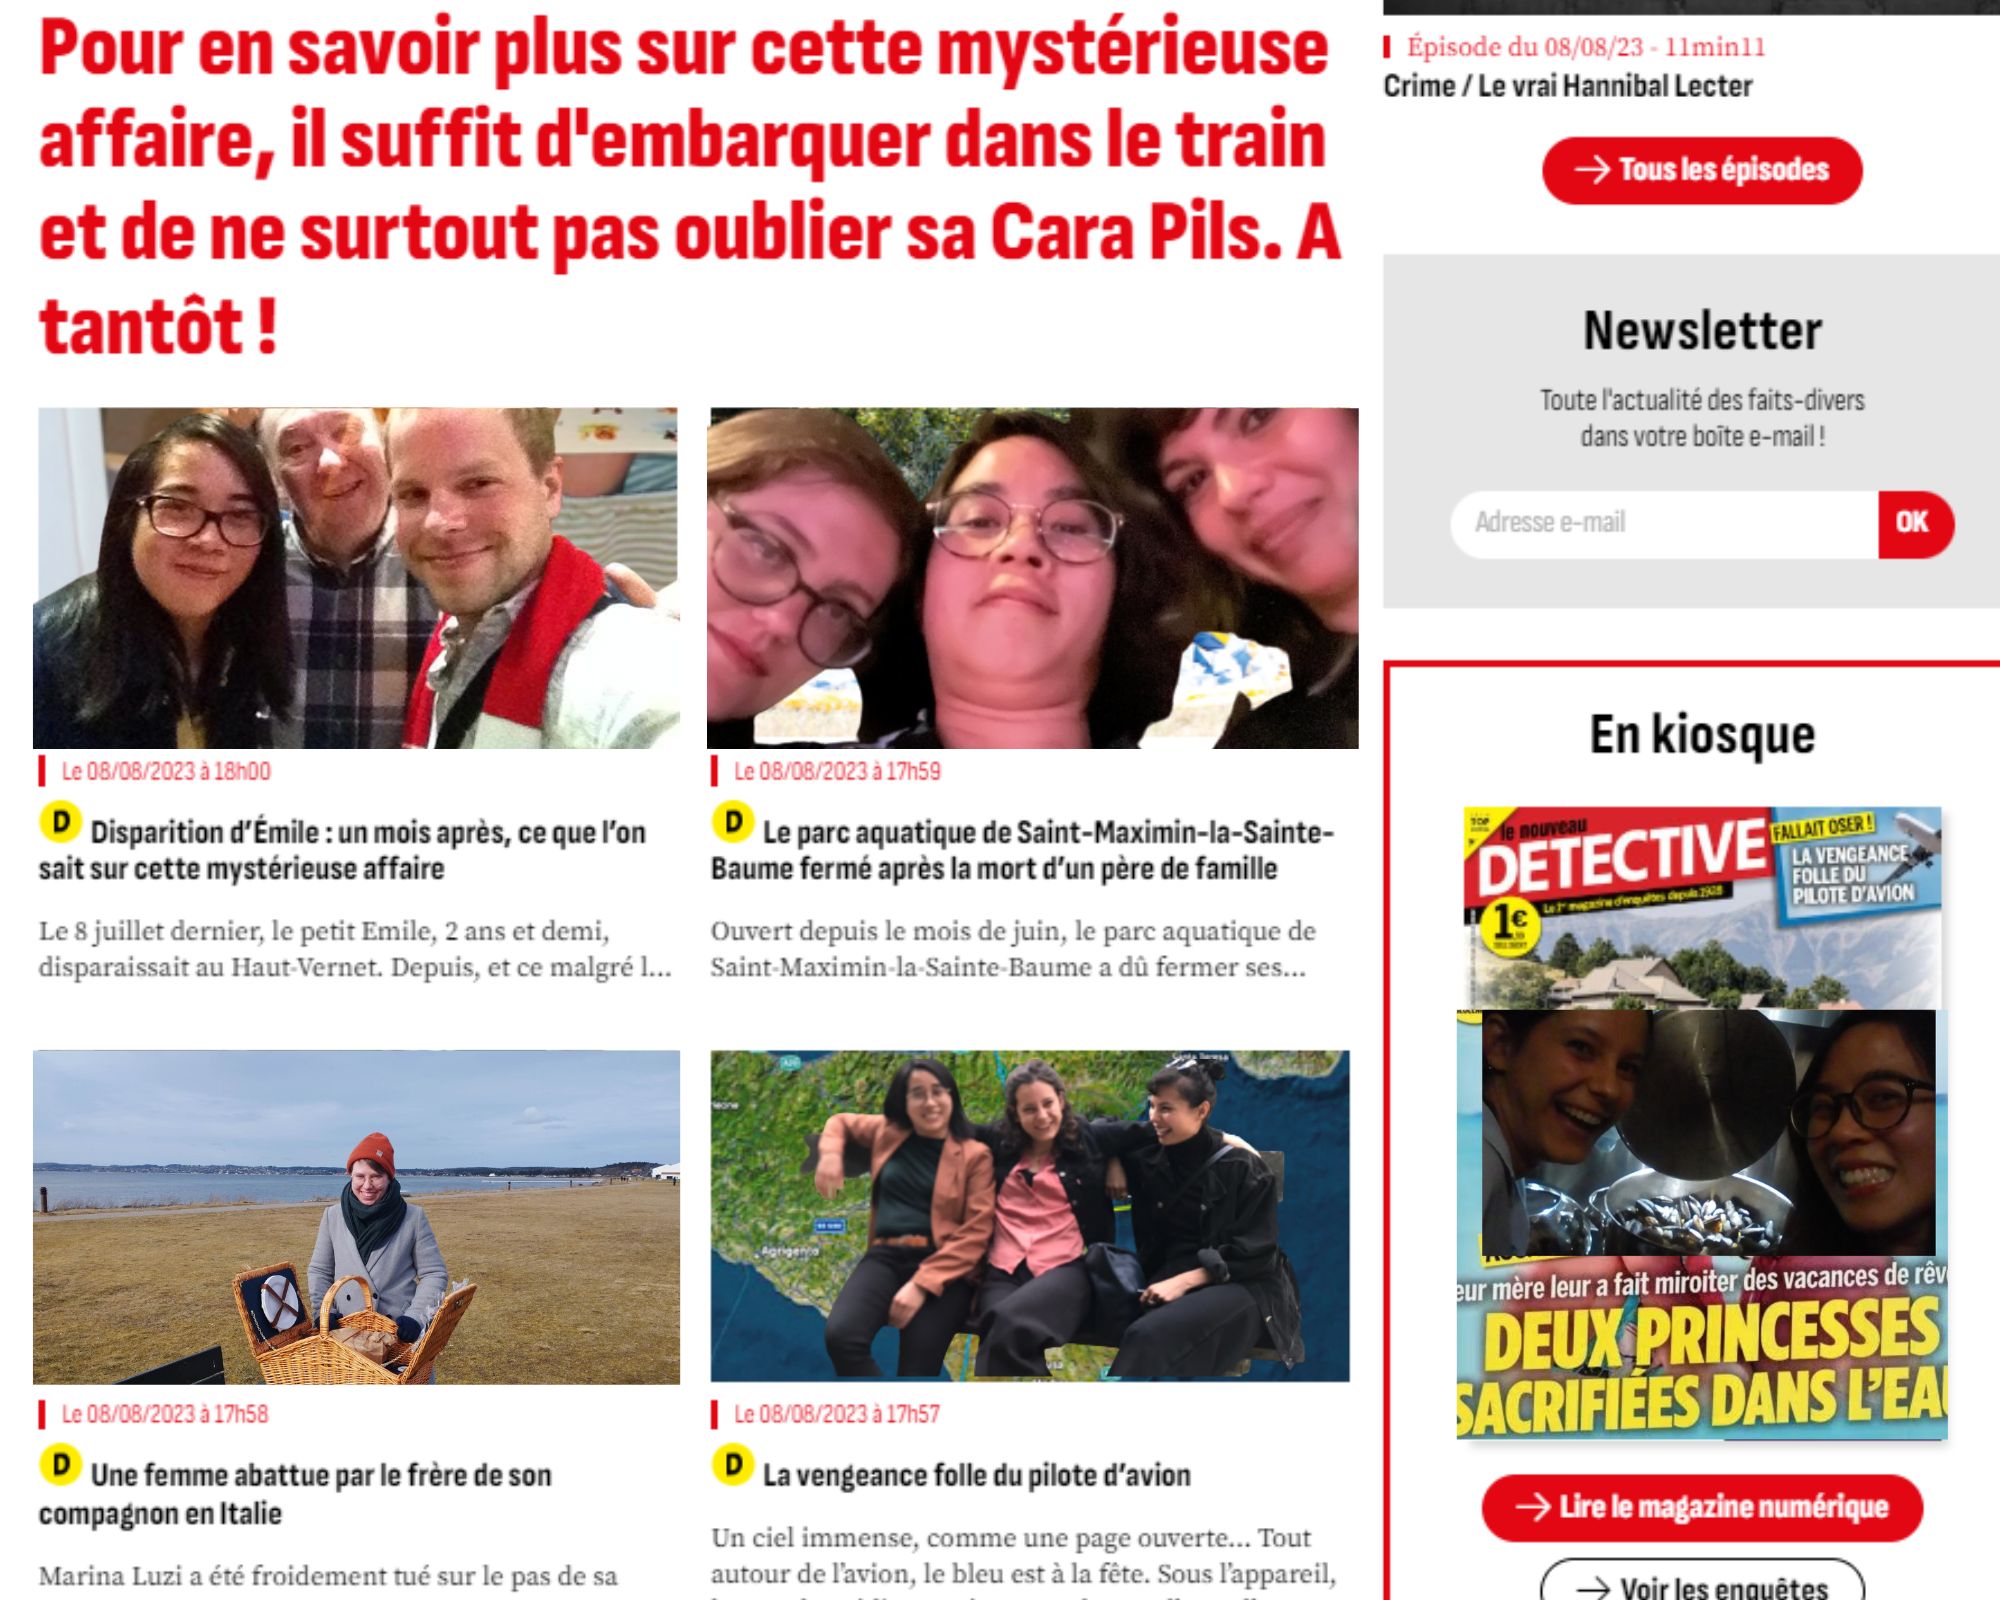 Pour en savoir plus sur cette mystérieuse
affaire, il suffit d'embarquer dans le train
et de ne surtout pas oublier sa Cara Pils. A
tantôt !
Le 08/08/2023 à 18h00
D Disparition d’Émile : un mois après, ce que l’on
sait sur cette mystérieuse affaire
Le 8 juillet dernier, le petit Emile, 2 ans et demi,
disparaissait au Haut-Vernet. Depuis, et ce malgré l...
Le 08/08/2023 à 17h59
D Le parc aquatique de Saint-Maximin-la-Sainte-
Baume fermé après la mort d’un père de famille
Ouvert depuis le mois de juin, le parc aquatique de
Saint-Maximin-la-Sainte-Baume a dû fermer ses...
Le 08/08/2023 à 17h58
D Une femme abattue par le frère de son
compagnon en Italie
Marina Luzi a été froidement tué sur le pas de sa
Agrigento
Le 08/08/2023 à 17h57
D La vengeance folle du pilote d’avion
Un ciel immense, comme une page ouverte... Tout
autour de l’avion, le bleu est à la fête. Sous l’appareil,
Épisode du 08/08/23 - 11min11
Crime / Le vrai Hannibal Lecter
→ Tous les épisodes
Newsletter
Toute l'actualité des faits-divers
dans votre boîte e-mail !
Adresse e-mail
OK
En kiosque
TOP
le nouveau
DETECTIVE
Le 1er magazine d'enquêtes depuis 1928
FALLAIT OSER !
LA VENGEANCE
FOLLE DU
PILOTE D'AVION
1€
eur mère leur a fait miroiter des vacances de rêv
DEUX PRINCESSES
SACRIFIÉES DANS L'EAU
→ Lire le magazine numérique
→ Voir les enquêtes